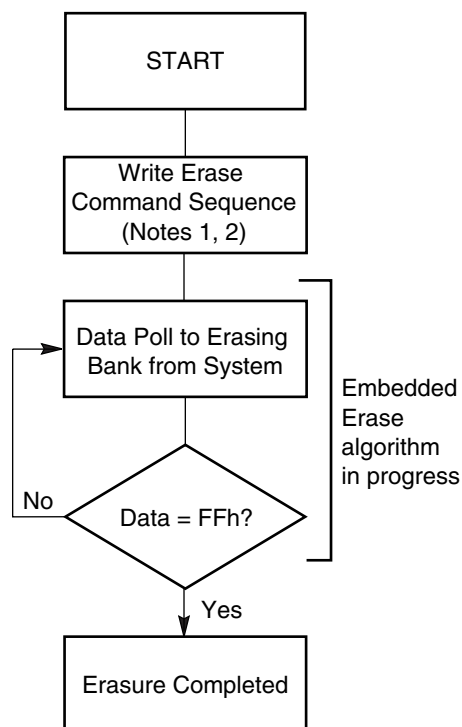 START
Write Erase
Command Sequence
(Notes 1, 2)
Data Poll to Erasing
Bank from System
Embedded
Erase
algorithm
in progress
No
Data = FFh?
Yes
Erasure Completed